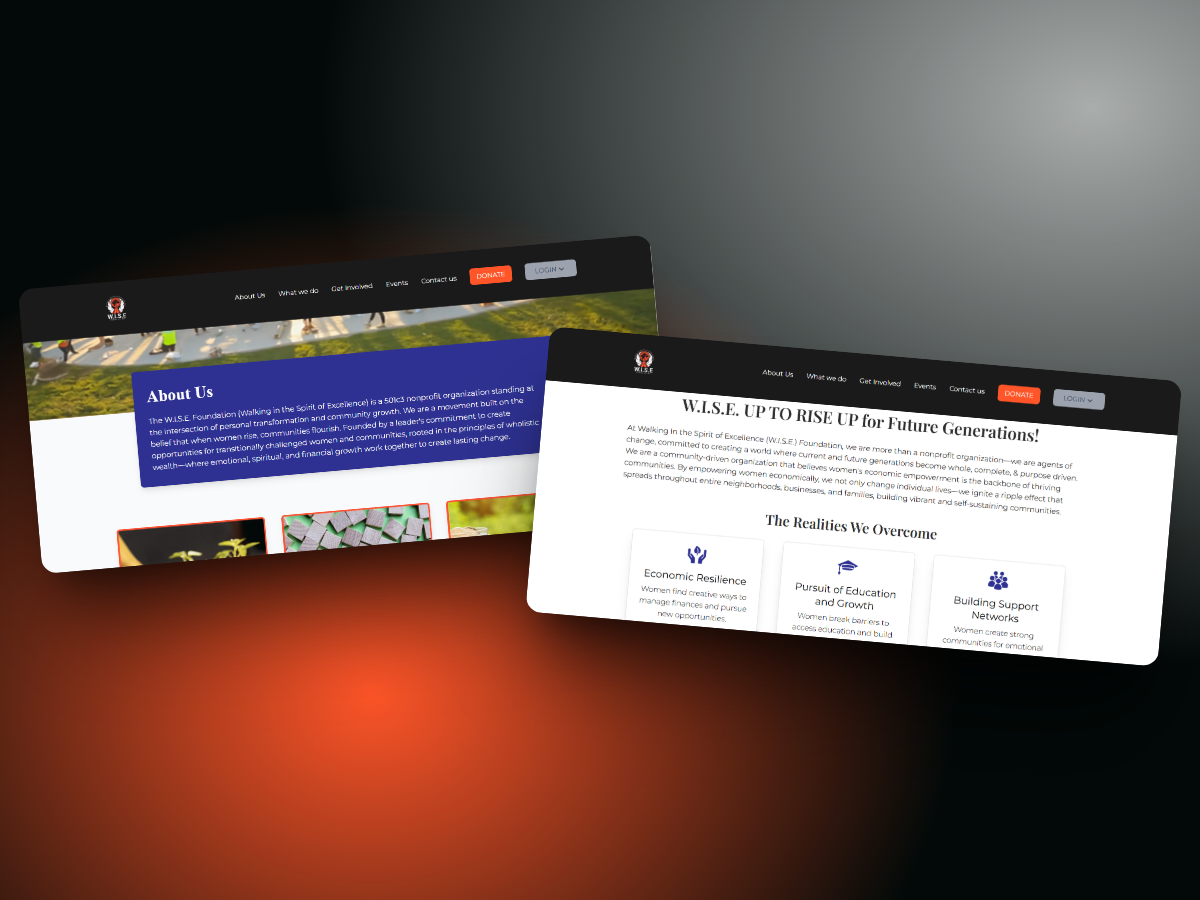 W.I.S.E
About Us
What we do
Get Involved
Events
Contact us
DONATE
LOGIN
About Us
The W.I.S.E. Foundation (Walking in the Spirit of Excellence) is a 501c3 nonprofit organization standing at
the intersection of personal transformation and community growth. We are a movement built on the
belief that when women rise, communities flourish. Founded by a leader's commitment to create
opportunities for transitionally challenged women and communities, rooted in the principles of wholistic
wealth—where emotional, spiritual, and financial growth work together to create lasting change.
W.I.S.E
About Us
What we do
Get Involved
Events
Contact us
DONATE
LOGIN
W.I.S.E. UP TO RISE UP for Future Generations!
At Walking In the Spirit of Excellence (W.I.S.E.) Foundation, we are more than a nonprofit organization—we are agents of
change, committed to creating a world where current and future generations become whole, complete, & purpose driven.
We are a community-driven organization that believes women's economic empowerment is the backbone of thriving
communities. By empowering women economically, we not only change individual lives—we ignite a ripple effect that
spreads throughout entire neighborhoods, businesses, and families, building vibrant and self-sustaining communities.
The Realities We Overcome
Economic Resilience
Women find creative ways to
manage finances and pursue
new opportunities.
Pursuit of Education
and Growth
Women break barriers to
access education and build
Building Support
Networks
Women create strong
communities for emotional